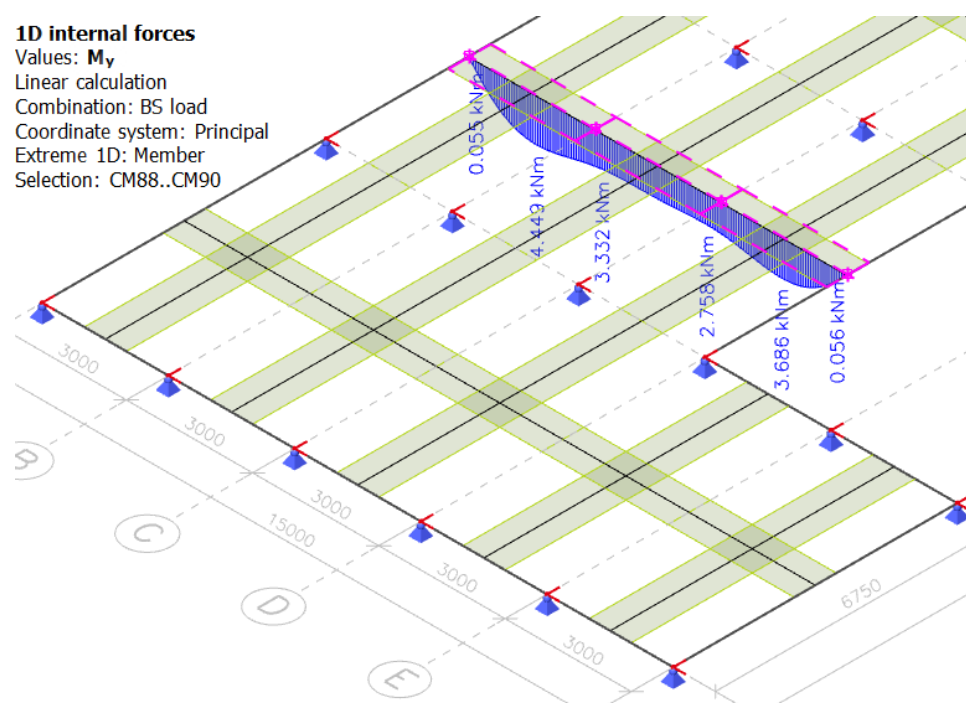 1D internal forces
Values: My
Linear calculation
Combination: BS load
Coordinate system: Principal
Extreme 1D: Member
Selection: CM88..CM90
0.055 kNm
4.449 kNm
3.332 kNm
2.758 kNm
3.686 kNm
0.056 kNm
3000
3000
3000
15000
3000
3000
6750
B
C
D
E